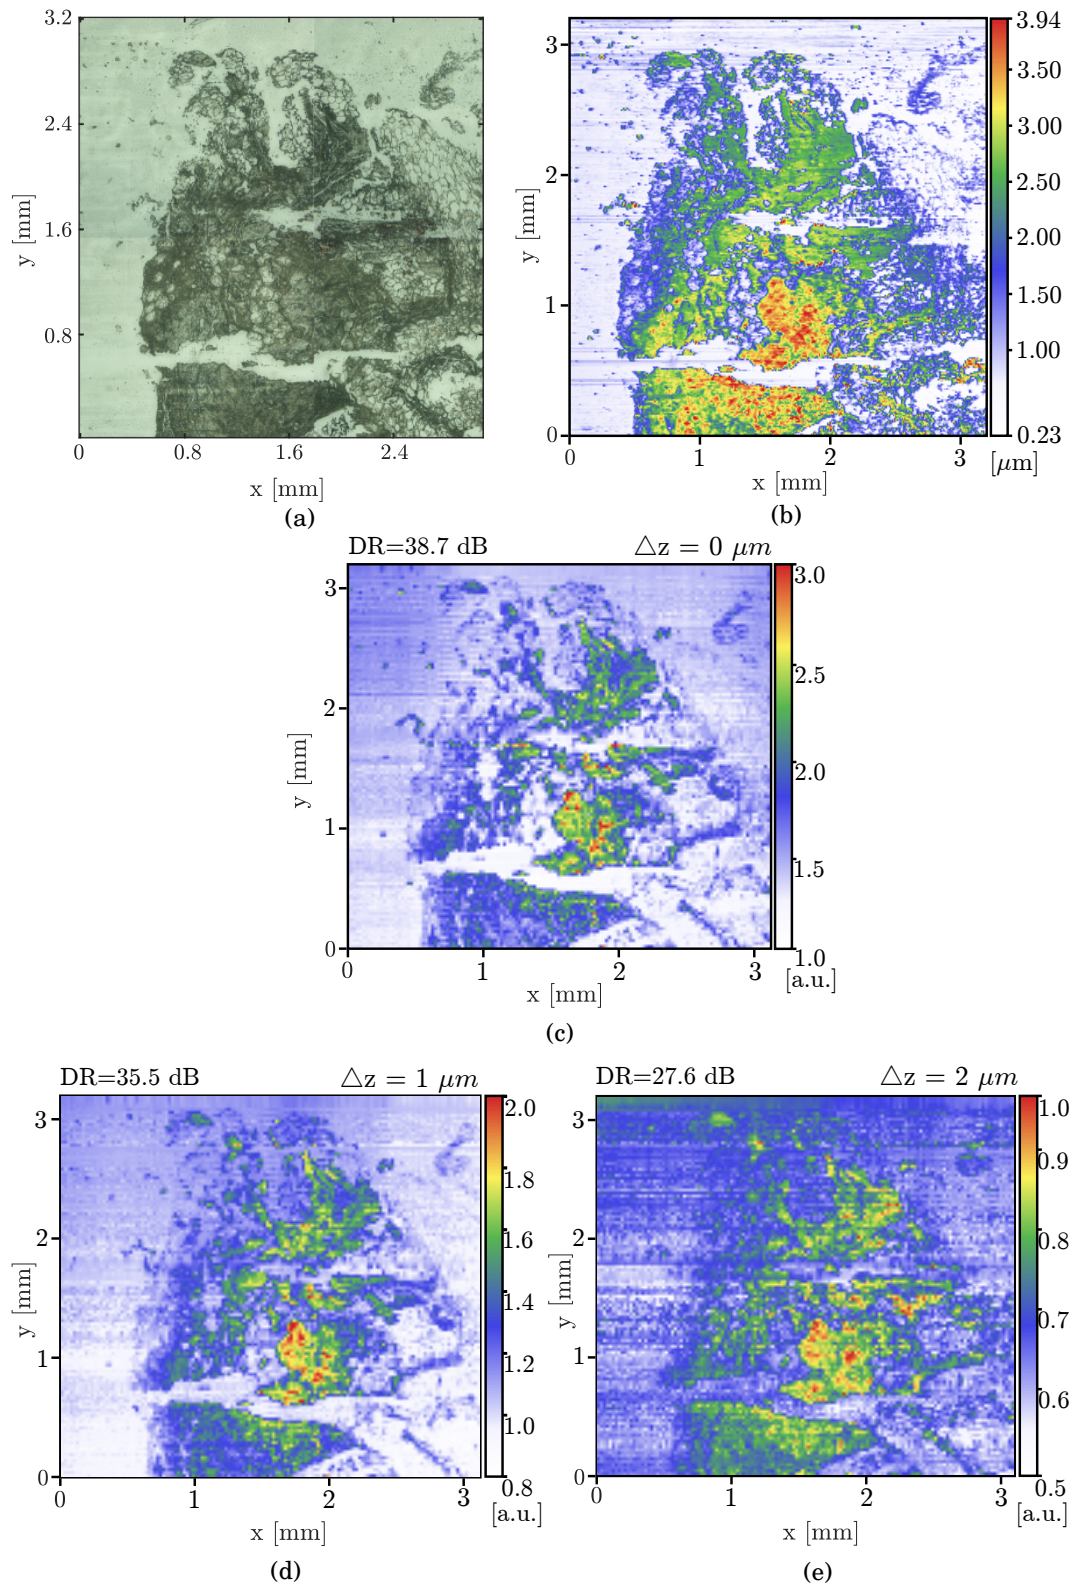 3.2
2.4
1.6
0.8
0
0.8
1.6
2.4
y [mm]
x [mm]
(a)
3
2
1
0
0
1
2
3
y [mm]
x [mm]
3.94
3.50
3.00
2.50
2.00
1.50
1.00
0.23
[μm]
(b)
DR=38.7 dB
△z = 0 μm
3
2
1
0
0
1
2
3
y [mm]
x [mm]
3.0
2.5
2.0
1.5
1.0
[a.u.]
(c)
DR=35.5 dB
△z = 1 μm
3
2
1
0
0
1
2
3
y [mm]
x [mm]
2.0
1.8
1.6
1.4
1.2
1.0
0.8
[a.u.]
(d)
DR=27.6 dB
△z = 2 μm
3
2
1
0
0
1
2
3
y [mm]
x [mm]
1.0
0.9
0.8
0.7
0.6
0.5
[a.u.]
(e)